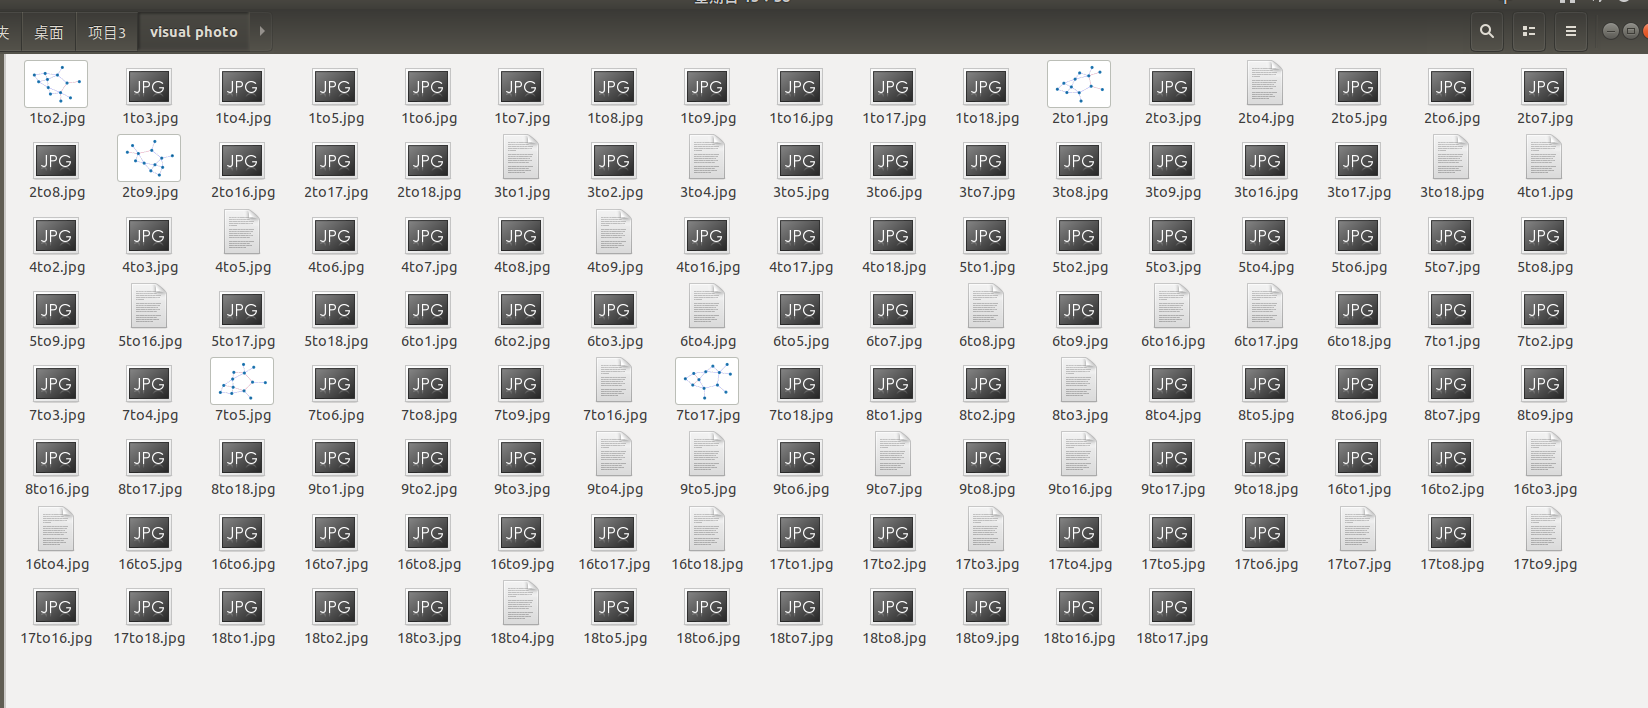 桌面 项目3 visual photo
1to2.jpg 1to3.jpg 1to4.jpg 1to5.jpg 1to6.jpg 1to7.jpg 1to8.jpg 1to9.jpg 1to16.jpg 1to17.jpg 1to18.jpg 2to1.jpg 2to3.jpg 2to4.jpg 2to5.jpg 2to6.jpg 2to7.jpg
2to8.jpg 2to9.jpg 2to16.jpg 2to17.jpg 2to18.jpg 3to1.jpg 3to2.jpg 3to4.jpg 3to5.jpg 3to6.jpg 3to7.jpg 3to8.jpg 3to9.jpg 3to16.jpg 3to17.jpg 3to18.jpg 4to1.jpg
4to2.jpg 4to3.jpg 4to5.jpg 4to6.jpg 4to7.jpg 4to8.jpg 4to9.jpg 4to16.jpg 4to17.jpg 4to18.jpg 5to1.jpg 5to2.jpg 5to3.jpg 5to4.jpg 5to6.jpg 5to7.jpg 5to8.jpg
5to9.jpg 5to16.jpg 5to17.jpg 5to18.jpg 6to1.jpg 6to2.jpg 6to3.jpg 6to4.jpg 6to5.jpg 6to7.jpg 6to8.jpg 6to9.jpg 6to16.jpg 6to17.jpg 6to18.jpg 7to1.jpg 7to2.jpg
7to3.jpg 7to4.jpg 7to5.jpg 7to6.jpg 7to8.jpg 7to9.jpg 7to16.jpg 7to17.jpg 7to18.jpg 8to1.jpg 8to2.jpg 8to3.jpg 8to4.jpg 8to5.jpg 8to6.jpg 8to7.jpg 8to9.jpg
8to16.jpg 8to17.jpg 8to18.jpg 9to1.jpg 9to2.jpg 9to3.jpg 9to4.jpg 9to5.jpg 9to6.jpg 9to7.jpg 9to8.jpg 9to16.jpg 9to17.jpg 9to18.jpg 16to1.jpg 16to2.jpg 16to3.jpg
16to4.jpg 16to5.jpg 16to6.jpg 16to7.jpg 16to8.jpg 16to9.jpg 16to17.jpg 16to18.jpg 17to1.jpg 17to2.jpg 17to3.jpg 17to4.jpg 17to5.jpg 17to6.jpg 17to7.jpg 17to8.jpg 17to9.jpg
17to16.jpg 17to18.jpg 18to1.jpg 18to2.jpg 18to3.jpg 18to4.jpg 18to5.jpg 18to6.jpg 18to7.jpg 18to8.jpg 18to9.jpg 18to16.jpg 18to17.jpg